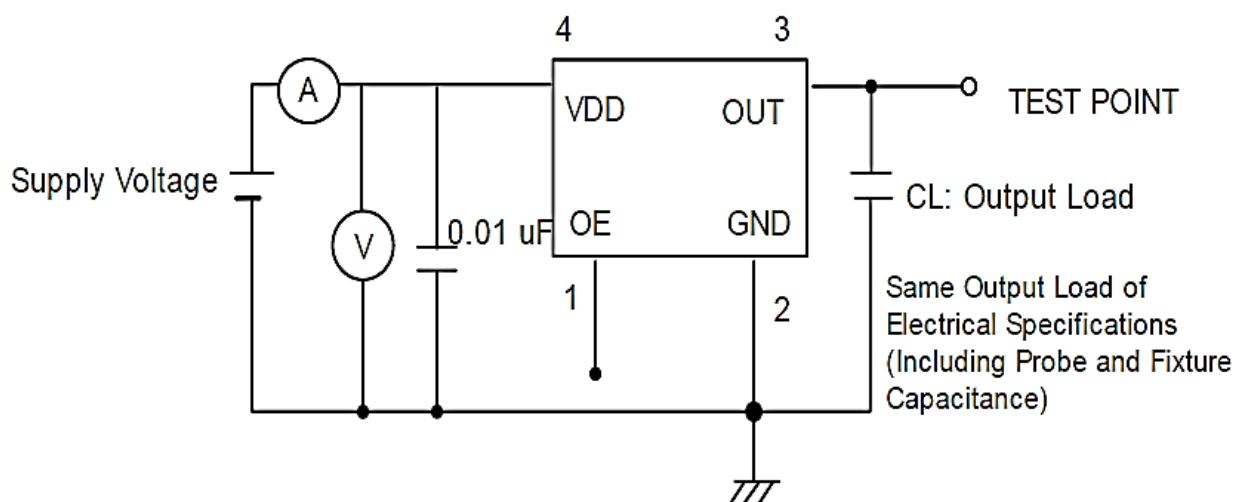 4
3
A
VDD
OUT
TEST POINT
Supply Voltage
CL: Output Load
V
0.01 uF
OE
GND
1
2
Same Output Load of
Electrical Specifications
(Including Probe and Fixture
Capacitance)